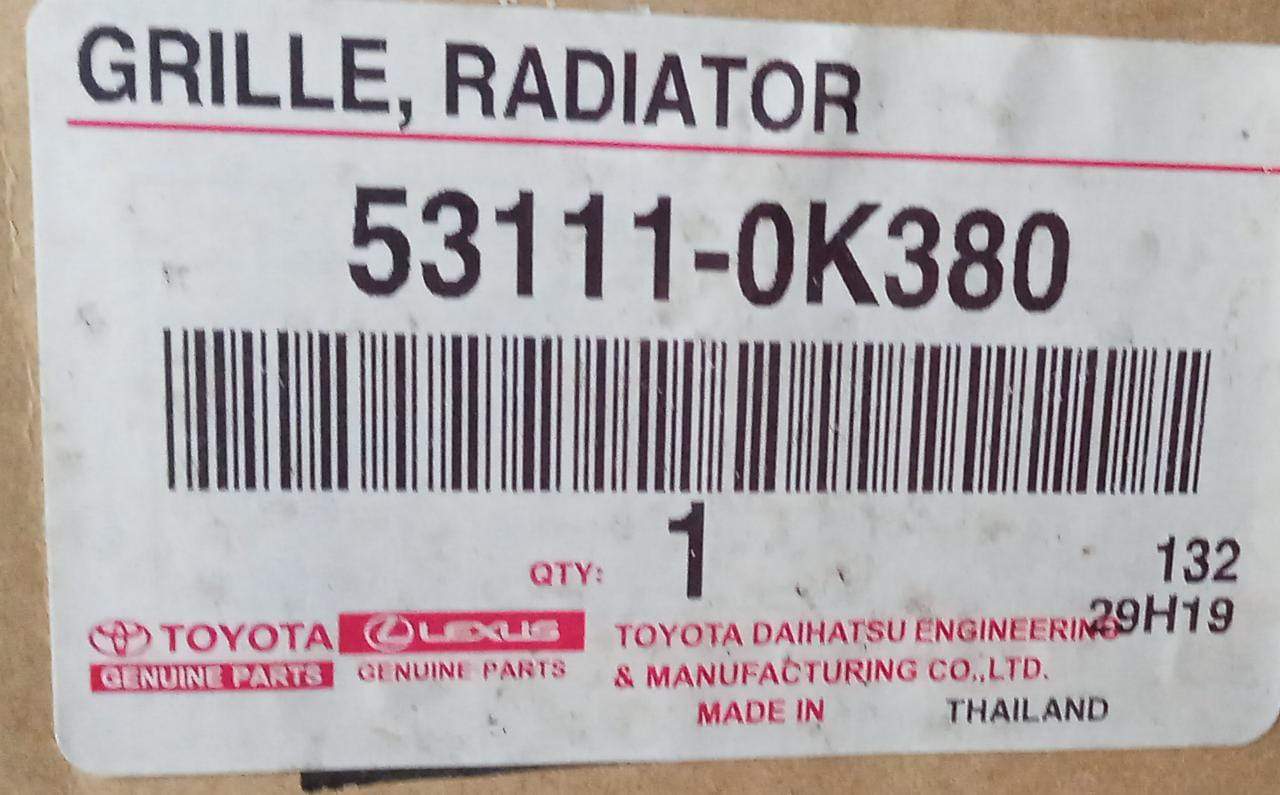 GRILLE, RADIATOR
53111-0K380
QTY: 1
132
29H19
TOYOTA LEXUS
GENUINE PARTS GENUINE PARTS
TOYOTA DAIHATSU ENGINEERING
& MANUFACTURING CO.,LTD.
MADE IN THAILAND